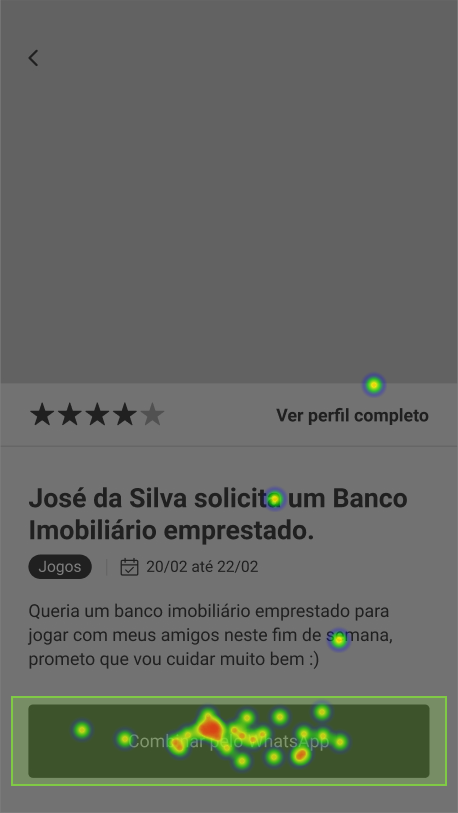 Ver perfil completo
José da Silva solicita um Banco
Imobiliário emprestado.
Jogos
20/02 até 22/02
Queria um banco imobiliário emprestado para
jogar com meus amigos neste fim de semana,
prometo que vou cuidar muito bem :)
Combinar pelo WhatsApp